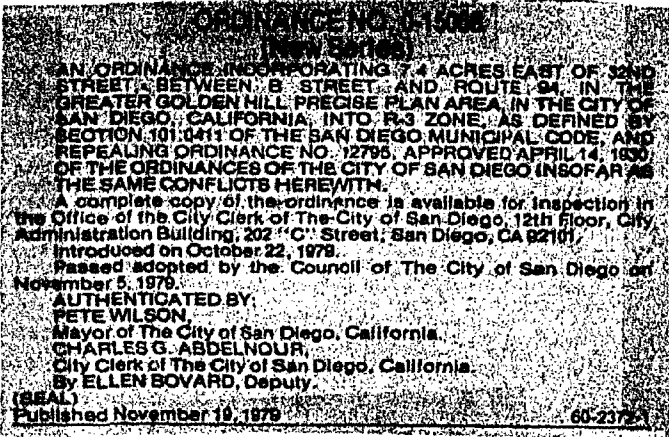 ORDINANCE NO.
(New Series)
AN ORDINANCE INCORPORATING 7.4 ACRES EAST OF 32ND
STREET, BETWEEN B STREET AND ROUTE 94, IN THE
GREATER GOLDEN HILL PRECISE PLAN AREA, IN THE CITY OF
SAN DIEGO, CALIFORNIA, INTO R-3 ZONE, AS DEFINED BY
SECTION 101.0411 OF THE SAN DIEGO MUNICIPAL CODE, AND
REPEALING ORDINANCE NO. 12795, APPROVED APRIL 14, 1930
OF THE ORDINANCES OF THE CITY OF SAN DIEGO INSOFAR AS
THE SAME CONFLICTS HEREWITH.
A complete copy of the ordinance is available for inspection in
the Office of the City Clerk of The City of San Diego, 12th Floor, City
Administration Building, 202 "C" Street, San Diego, CA 92101.
Introduced on October 22, 1979.
Passed adopted by the Council of The City of San Diego on
November 5, 1979.
AUTHENTICATED BY:
PETE WILSON,
Mayor of The City of San Diego, California.
CHARLES G. ABDELNOUR,
City Clerk of The City of San Diego, California.
By ELLEN BOVARD, Deputy.
(SEAL)
Published November 19, 1979 60-2372-1